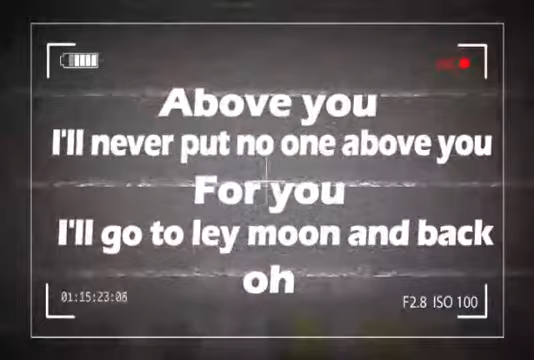 Above you
I'll never put no one above you
For you
I'll go to ley moon and back
oh
01:15:23:06
F2.8 ISO 100